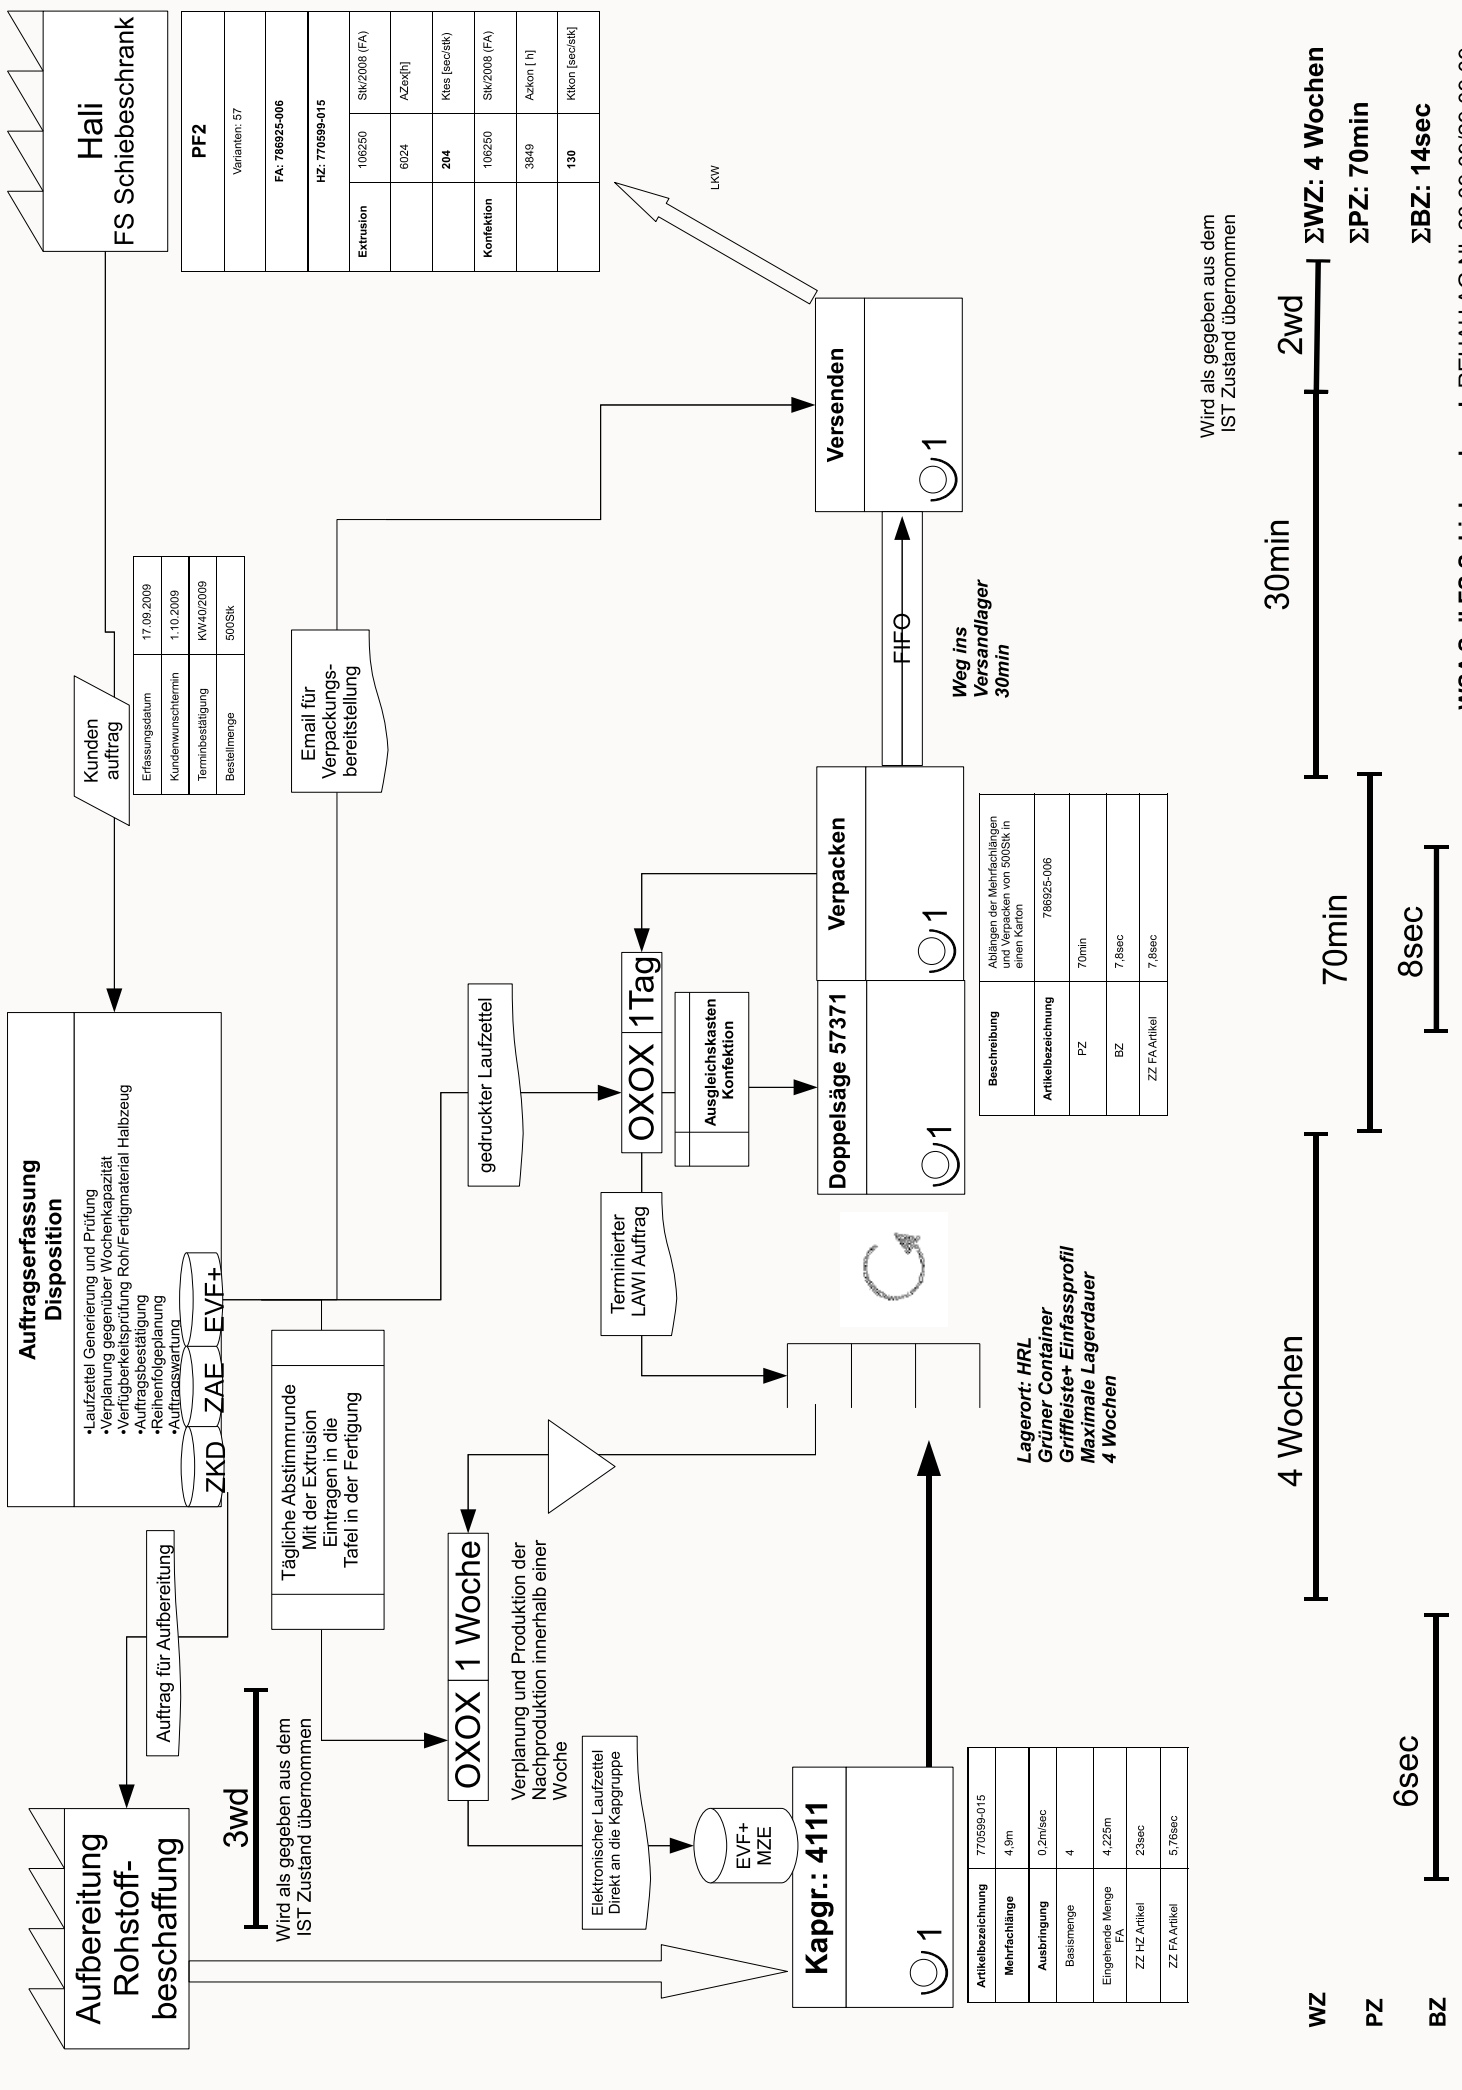 Aufbereitung
Rohstoff-
beschaffung
Auftrag für Aufbereitung
3wd
Wird als gegeben aus dem
IST Zustand übernommen
Auftragserfassung
Disposition
•Laufzettel Generierung und Prüfung
•Verplanung gegenüber Wochenkapazität
•Verfügberkeitsprüfung Roh/Fertigmaterial Halbzeug
•Auftragsbestätigung
•Reihenfolgeplanung
•Auftragswartung
ZKD
ZAE
EVF+
Kunden
auftrag
Erfassungsdatum 17.09.2009
Kundenwunschtermin 1.10.2009
Terminbestätigung KW40/2009
Bestellmenge 500Stk
Hali
FS Schiebeschrank
PF2
Varianten: 57
FA: 786925-006
HZ: 770599-015
Extrusion 106250 Stk/2008 (FA)
6024 AZex[h]
204 Ktes [sec/stk)
Konfektion 106250 Stk/2008 (FA)
3849 Azkon [ h]
130 Ktkon [sec/stk]
Tägliche Abstimmrunde
Mit der Extrusion
Eintragen in die
Tafel in der Fertigung
Email für
Verpackungs-
bereitstellung
OXOX 1 Woche
Verplanung und Produktion der
Nachproduktion innerhalb einer
Woche
gedruckter Laufzettel
Elektronischer Laufzettel
Direkt an die Kapgruppe
Terminierter
LAWI Auftrag
OXOX 1Tag
Ausgleichskasten
Konfektion
LKW
EVF+
MZE
Kapgr.: 4111
1
Doppelsäge 57371
1
Verpacken
1
FIFO
Versenden
1
Artikelbezeichnung 770599-015
Mehrfachlänge 4,9m
Ausbringung 0,2m/sec
Basismenge 4
Eingehende Menge
FA 4,225m
ZZ HZ Artikel 23sec
ZZ FA Artikel 5,76sec
Lagerort: HRL
Grüner Container
Griffleiste+ Einfassprofil
Maximale Lagerdauer
4 Wochen
Beschreibung Ablängen der Mehrfachlängen
und Verpacken von 500Stk in
einen Karton
Artikelbezeichnung 786925-006
PZ 70min
BZ 7,8sec
ZZ FA Artikel 7,8sec
Weg ins
Versandlager
30min
Wird als gegeben aus dem
IST Zustand übernommen
WZ 4 Wochen 30min 2wd ΣWZ: 4 Wochen
PZ 70min ΣPZ: 70min
BZ 6sec 8sec ΣBZ: 14sec